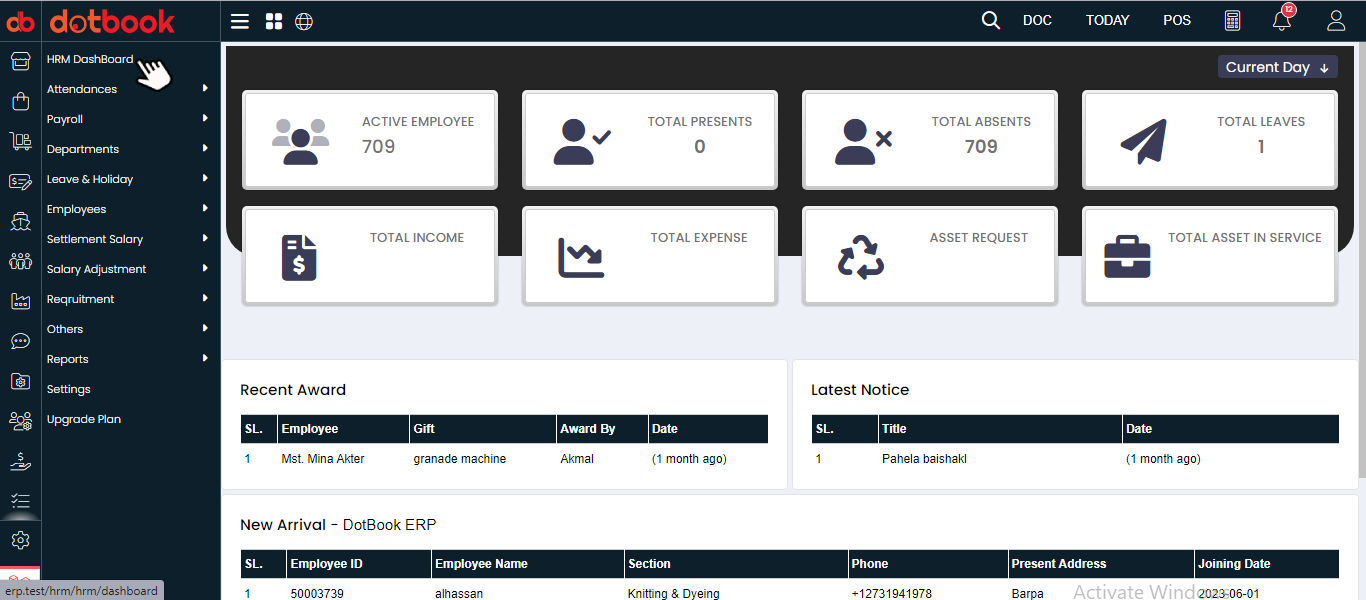 db dotbook DOC TODAY POS 12
HRM DashBoard
Attendances
Payroll
Departments
Leave & Holiday
Employees
Settlement Salary
Salary Adjustment
Reqruitment
Others
Reports
Settings
Upgrade Plan
Current Day ↓
ACTIVE EMPLOYEE TOTAL PRESENTS TOTAL ABSENTS TOTAL LEAVES
709 0 709 1
TOTAL INCOME TOTAL EXPENSE ASSET REQUEST TOTAL ASSET IN SERVICE
Recent Award
SL. Employee Gift Award By Date
1 Mst. Mina Akter granade machine Akmal (1 month ago)
Latest Notice
SL. Title Date
1 Pahela baishakl (1 month ago)
New Arrival - DotBook ERP
SL. Employee ID Employee Name Section Phone Present Address Joining Date
1 50003739 alhassan Knitting & Dyeing +12731941978 Barpa 2023-06-01
Activate Windows
erp.test/hrm/hrm/dashboard